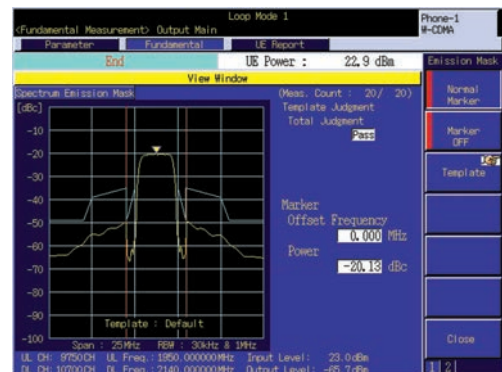 Loop Mode 1
<Fundamental Measurement> Output Main
Phone-1
W-CDMA
Parameter Fundamental UE Report
End UE Power : 22.9 dBm
Emission Mask
View Window
Spectrum Emission Mask (Meas. Count : 20/ 20)
[dBc] Template Judgment
Total Judgment
Pass
Normal
Marker
-10
Marker
OFF
-20
Template
-30
-40
Marker
Offset Frequency
0.000 MHz
-50
Power
-60
-20.13 dBc
-70
-80
-90
Template : Default
-100
Span : 25MHz RBW : 30kHz & 1MHz
Close
UL CH: 9750CH UL Freq.: 1950.000000MHz Input Level: 23.0dBm
DL CH: 10700CH DL Freq.: 2140.000000MHz Output Level: -65.7dBm
1 2